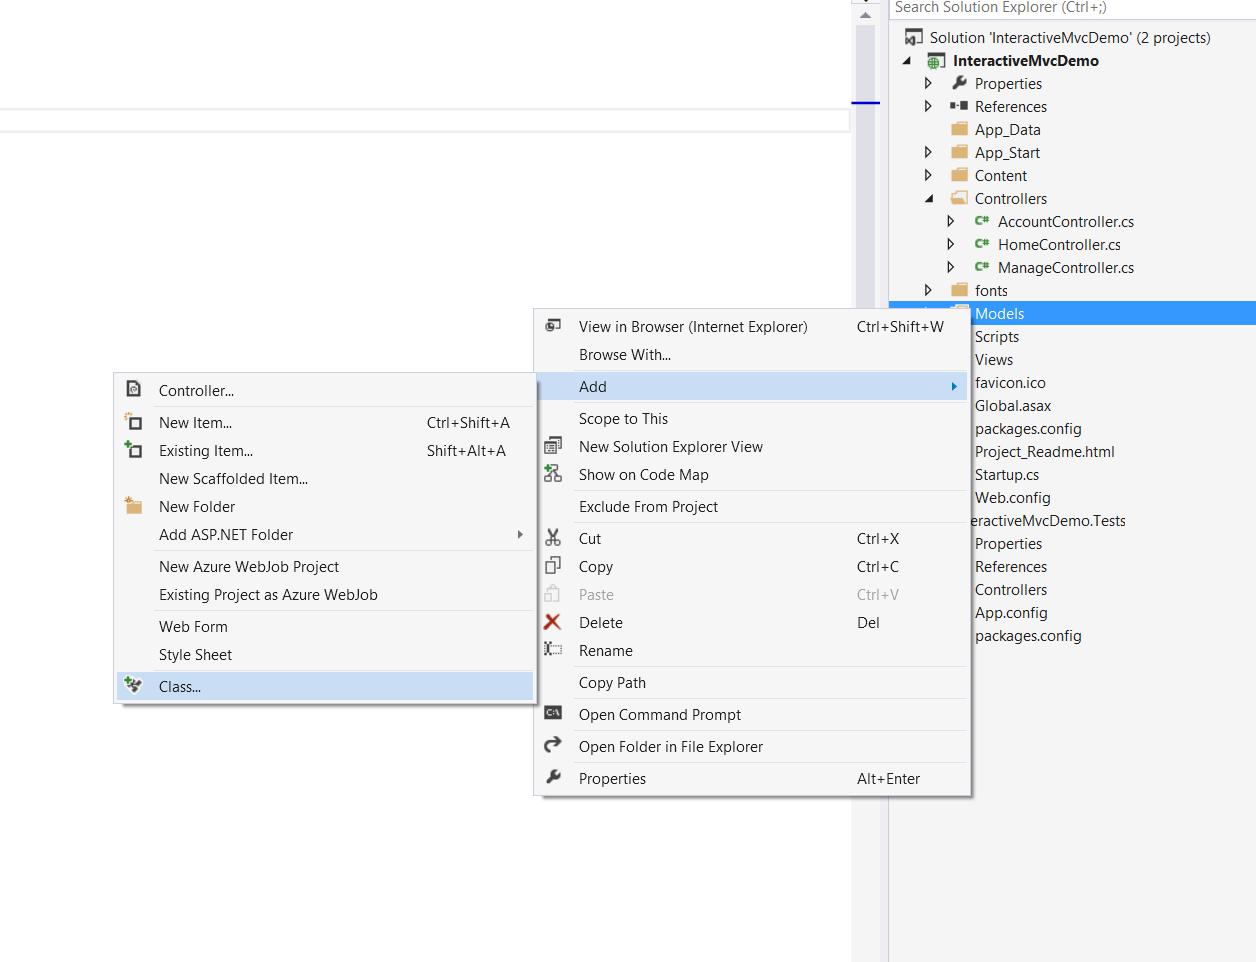 Search Solution Explorer (Ctrl+;)
Solution 'InteractiveMvcDemo' (2 projects)
InteractiveMvcDemo
Properties
References
App_Data
App_Start
Content
Controllers
C# AccountController.cs
C# HomeController.cs
C# ManageController.cs
fonts
Models
Scripts
Views
favicon.ico
Global.asax
packages.config
Project_Readme.html
Startup.cs
Web.config
eractiveMvcDemo.Tests
Properties
References
Controllers
App.config
packages.config
View in Browser (Internet Explorer) Ctrl+Shift+W
Browse With...
Add
Scope to This
New Solution Explorer View
Show on Code Map
Exclude From Project
Cut Ctrl+X
Copy Ctrl+C
Paste Ctrl+V
Delete Del
Rename
Copy Path
Open Command Prompt
Open Folder in File Explorer
Properties Alt+Enter
Controller...
New Item... Ctrl+Shift+A
Existing Item... Shift+Alt+A
New Scaffolded Item...
New Folder
Add ASP.NET Folder
New Azure WebJob Project
Existing Project as Azure WebJob
Web Form
Style Sheet
Class...